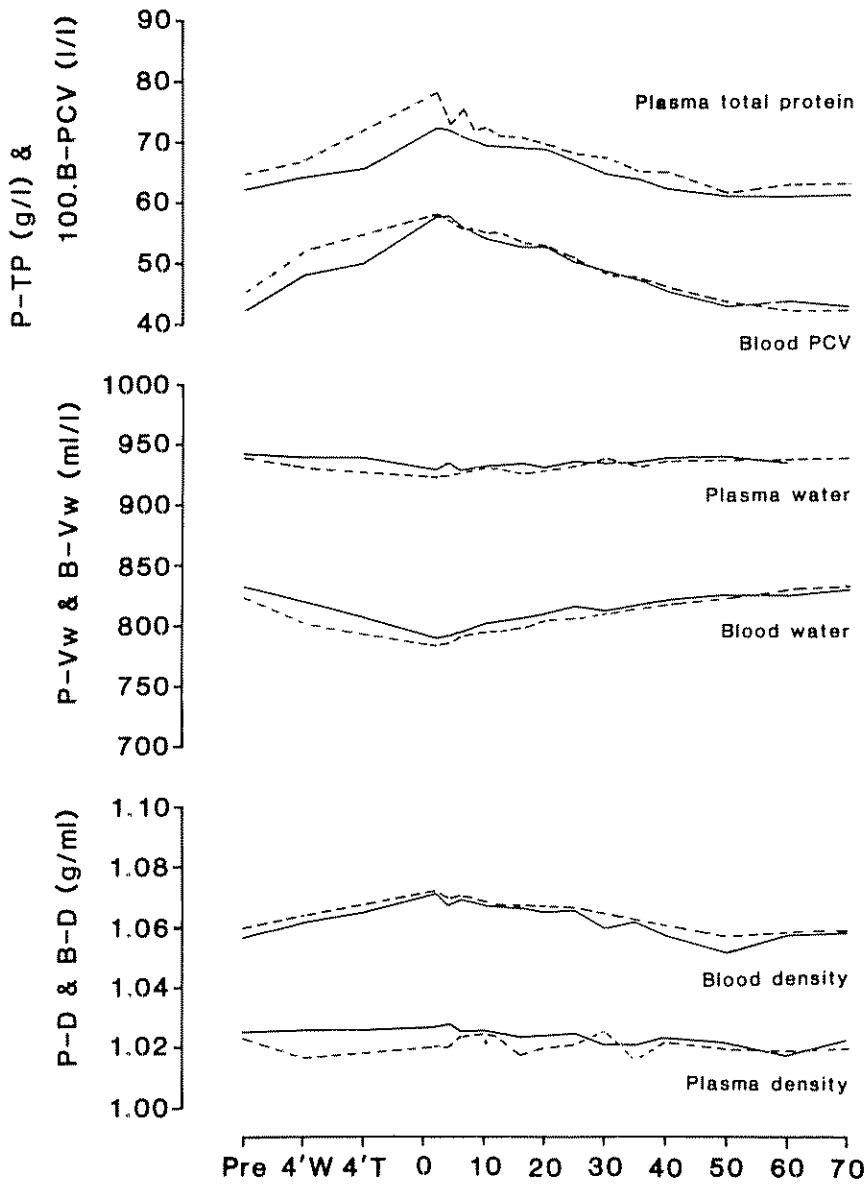 P-TP (g/l) &
100.B-PCV (l/l)
90
80
70
60
50
40
Plasma total protein
Blood PCV
P-Vw & B-Vw (ml/l)
1000
950
900
850
800
750
700
Plasma water
Blood water
P-D & B-D (g/ml)
1.10
1.08
1.06
1.04
1.02
1.00
Blood density
Plasma density
Pre 4'W 4'T 0 10 20 30 40 50 60 70